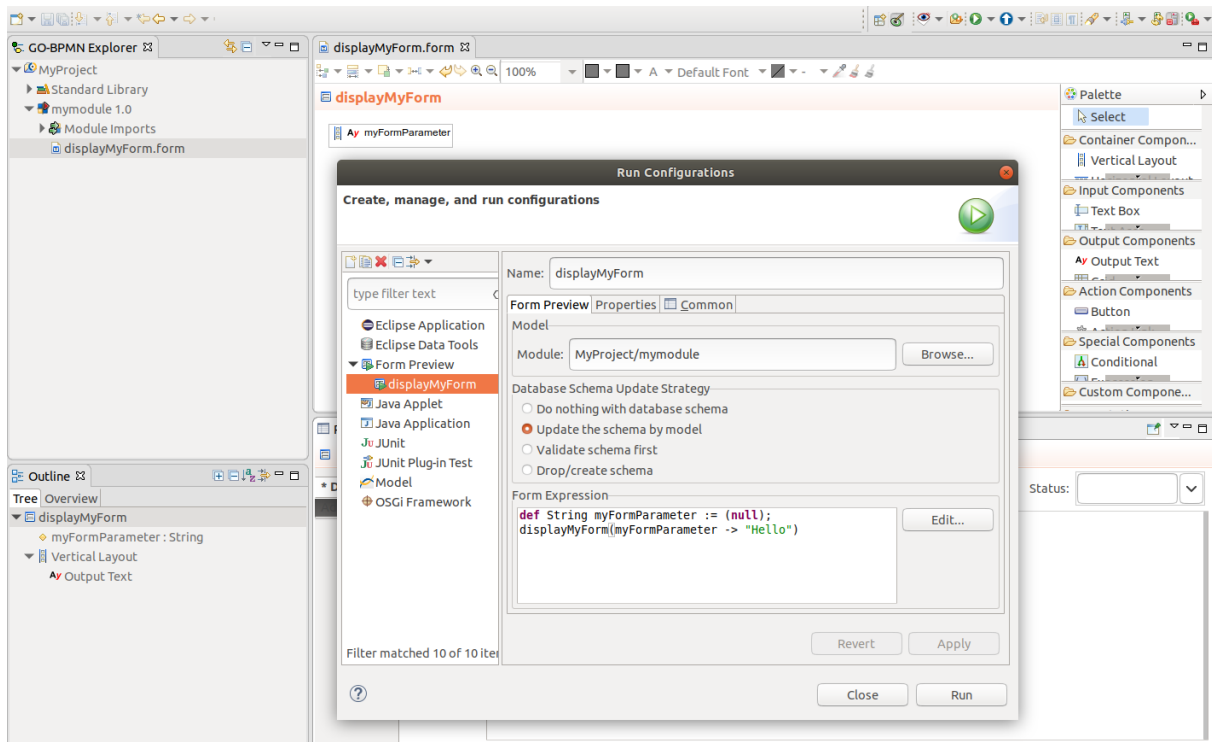 GO-BPMN Explorer
MyProject
Standard Library
mymodule 1.0
Module Imports
displayMyForm.form
displayMyForm.form
100%
A
Default Font
displayMyForm
Ay myFormParameter
Palette
Select
Container Compon...
Vertical Layout
Input Components
Text Box
Output Components
Ay Output Text
Action Components
Button
Special Components
Conditional
Custom Compone...
Run Configurations
Create, manage, and run configurations
type filter text
Eclipse Application
Eclipse Data Tools
Form Preview
displayMyForm
Java Applet
Java Application
Ju JUnit
JUnit Plug-in Test
Model
OSGi Framework
Filter matched 10 of 10 iter
Name: displayMyForm
Form Preview Properties Common
Model
Module: MyProject/mymodule Browse...
Database Schema Update Strategy
Do nothing with database schema
Update the schema by model
Validate schema first
Drop/create schema
Form Expression
def String myFormParameter := (null);
displayMyForm(myFormParameter -> "Hello")
Edit...
Revert Apply
Close Run
Status:
Outline
Tree Overview
displayMyForm
myFormParameter : String
Vertical Layout
Ay Output Text